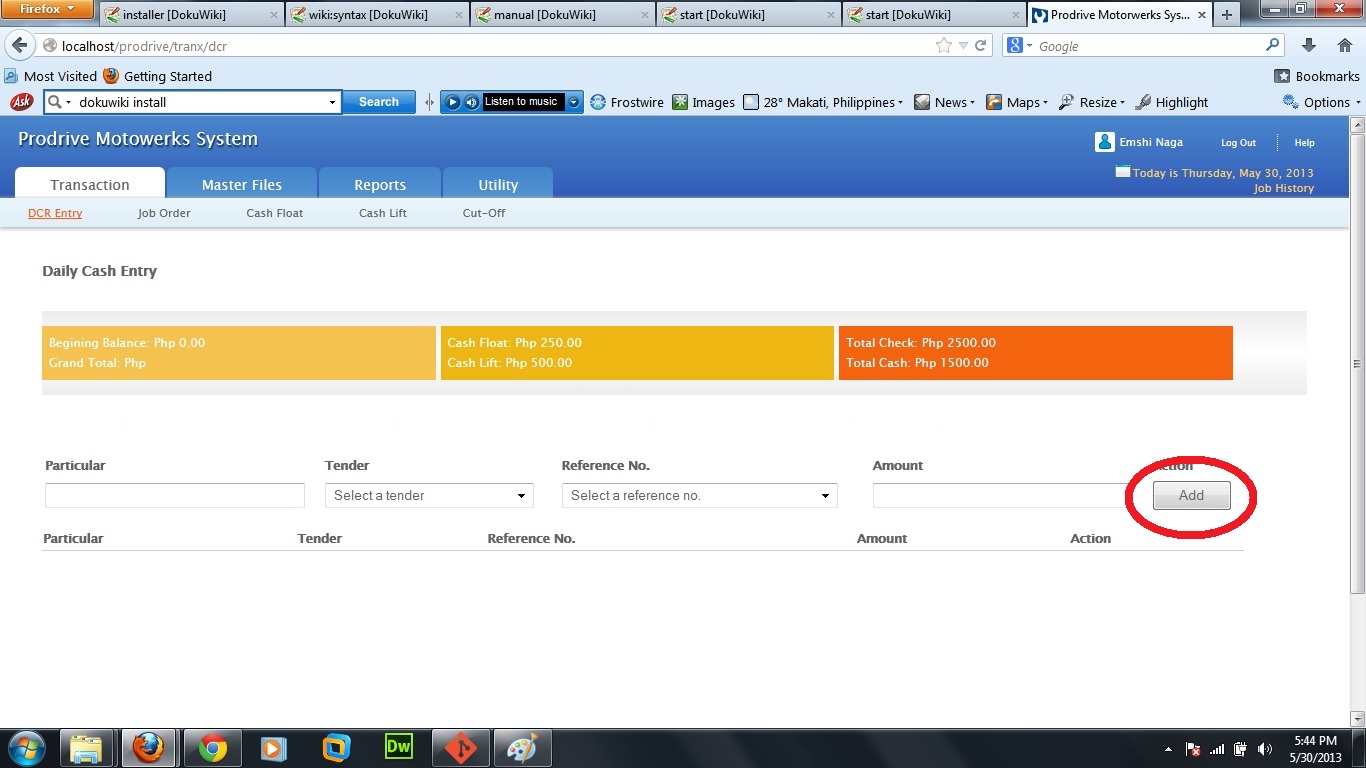 Firefox
installer [DokuWiki]
wiki:syntax [DokuWiki]
manual [DokuWiki]
start [DokuWiki]
start [DokuWiki]
Prodrive Motorwerks Sys...
localhost/prodrive/tranx/dcr
Google
Most Visited
Getting Started
Bookmarks
Ask
dokuwiki install
Search
Listen to music
Frostwire
Images
28° Makati, Philippines
News
Maps
Resize
Highlight
Options
Prodrive Motowerks System
Emshi Naga
Log Out
Help
Today is Thursday, May 30, 2013
Job History
Transaction
Master Files
Reports
Utility
DCR Entry
Job Order
Cash Float
Cash Lift
Cut-Off
Daily Cash Entry
Begining Balance: Php 0.00
Grand Total: Php
Cash Float: Php 250.00
Cash Lift: Php 500.00
Total Check: Php 2500.00
Total Cash: Php 1500.00
Particular
Tender
Reference No.
Amount
Action
Select a tender
Select a reference no.
Add
Particular
Tender
Reference No.
Amount
Action
Dw
5:44 PM
5/30/2013